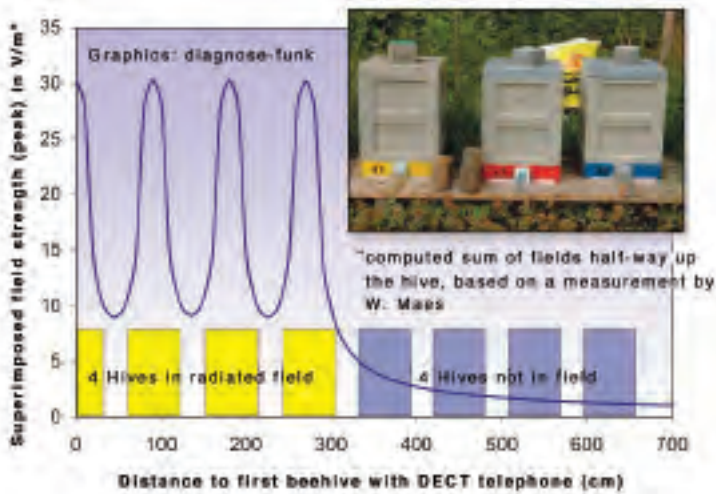 Superimposed field strength (peak) in V/m*
35
30
25
20
15
10
5
0
Graphics: diagnose-funk
*computed sum of fields half-way up
the hive, based on a measurement by
W. Maes
4 Hives in radiated field
4 Hives not in field
0 100 200 300 400 500 600 700
Distance to first beehive with DECT telephone (cm)